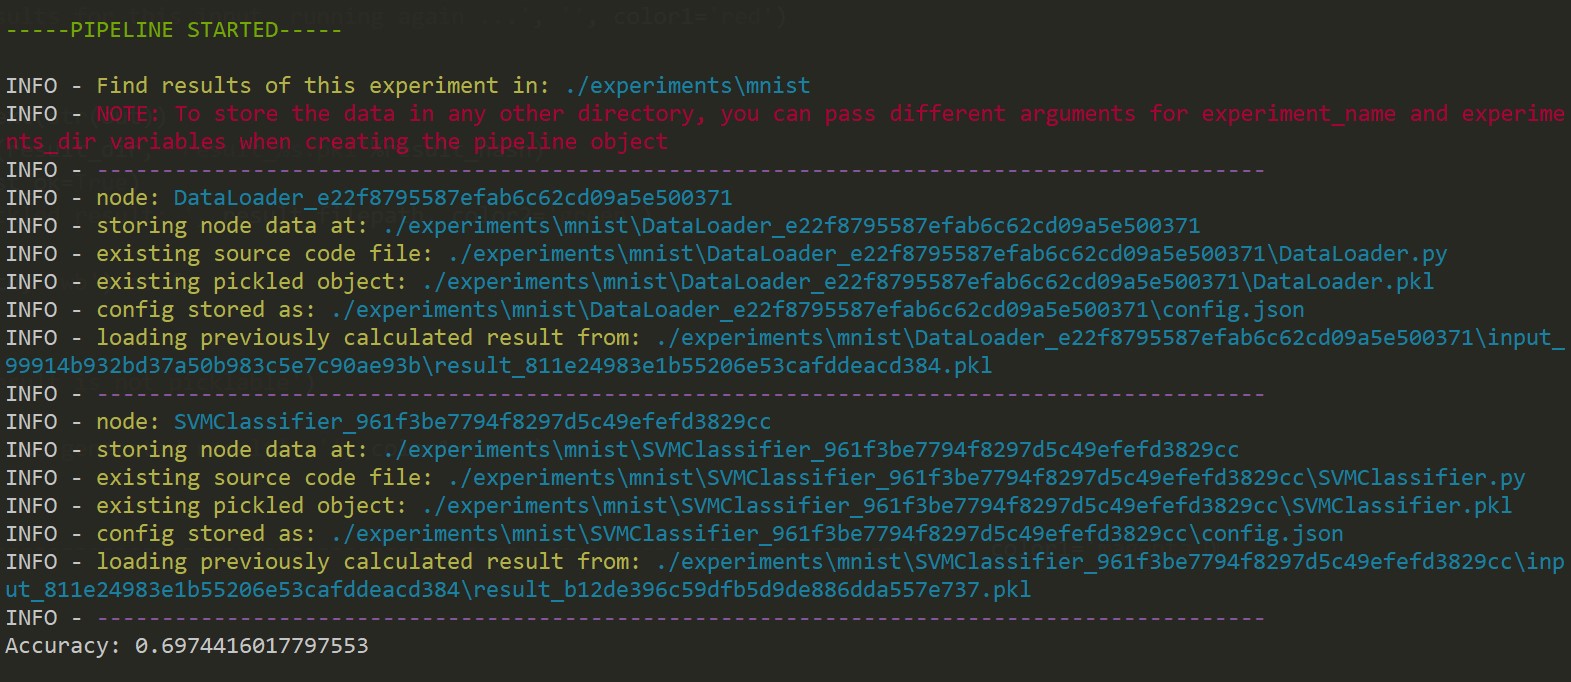 -----PIPELINE STARTED-----
INFO - Find results of this experiment in: ./experiments\mnist
INFO - NOTE: To store the data in any other directory, you can pass different arguments for experiment_name and experime
nts_dir variables when creating the pipeline object
INFO - ------------------------------------------------------------------------------------------
INFO - node: DataLoader_e22f8795587efab6c62cd09a5e500371
INFO - storing node data at: ./experiments\mnist\DataLoader_e22f8795587efab6c62cd09a5e500371
INFO - existing source code file: ./experiments\mnist\DataLoader_e22f8795587efab6c62cd09a5e500371\DataLoader.py
INFO - existing pickled object: ./experiments\mnist\DataLoader_e22f8795587efab6c62cd09a5e500371\DataLoader.pkl
INFO - config stored as: ./experiments\mnist\DataLoader_e22f8795587efab6c62cd09a5e500371\config.json
INFO - loading previously calculated result from: ./experiments\mnist\DataLoader_e22f8795587efab6c62cd09a5e500371\input_
99914b932bd37a50b983c5e7c90ae93b\result_811e24983e1b55206e53cafddeacd384.pkl
INFO - ------------------------------------------------------------------------------------------
INFO - node: SVMClassifier_961f3be7794f8297d5c49efefd3829cc
INFO - storing node data at: ./experiments\mnist\SVMClassifier_961f3be7794f8297d5c49efefd3829cc
INFO - existing source code file: ./experiments\mnist\SVMClassifier_961f3be7794f8297d5c49efefd3829cc\SVMClassifier.py
INFO - existing pickled object: ./experiments\mnist\SVMClassifier_961f3be7794f8297d5c49efefd3829cc\SVMClassifier.pkl
INFO - config stored as: ./experiments\mnist\SVMClassifier_961f3be7794f8297d5c49efefd3829cc\config.json
INFO - loading previously calculated result from: ./experiments\mnist\SVMClassifier_961f3be7794f8297d5c49efefd3829cc\inp
ut_811e24983e1b55206e53cafddeacd384\result_b12de396c59dfb5d9de886dda557e737.pkl
INFO - ------------------------------------------------------------------------------------------
Accuracy: 0.6974416017797553